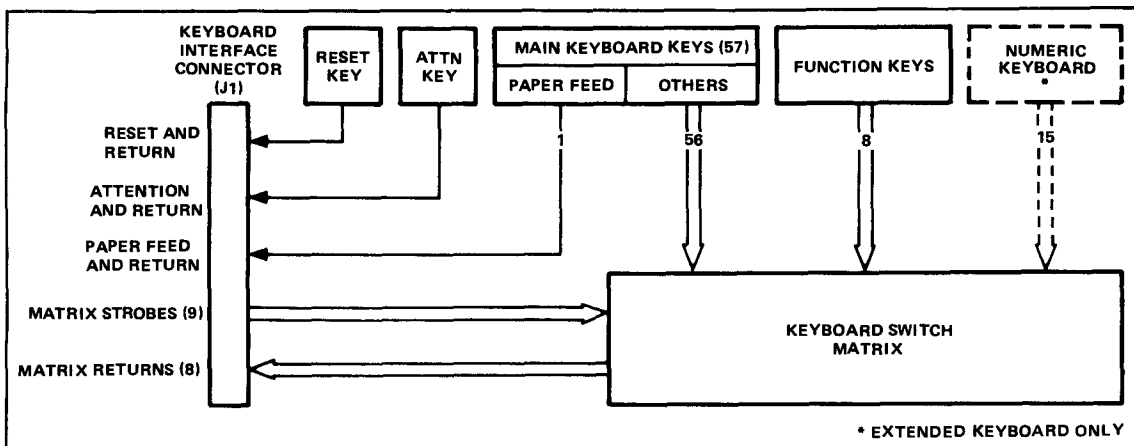 KEYBOARD
INTERFACE
CONNECTOR
(J1)
RESET
KEY
ATTN
KEY
MAIN KEYBOARD KEYS (57)
PAPER FEED
OTHERS
FUNCTION KEYS
NUMERIC
KEYBOARD
*
RESET AND
RETURN
1
56
8
15
ATTENTION
AND RETURN
PAPER FEED
AND RETURN
MATRIX STROBES (9)
KEYBOARD SWITCH
MATRIX
MATRIX RETURNS (8)
* EXTENDED KEYBOARD ONLY